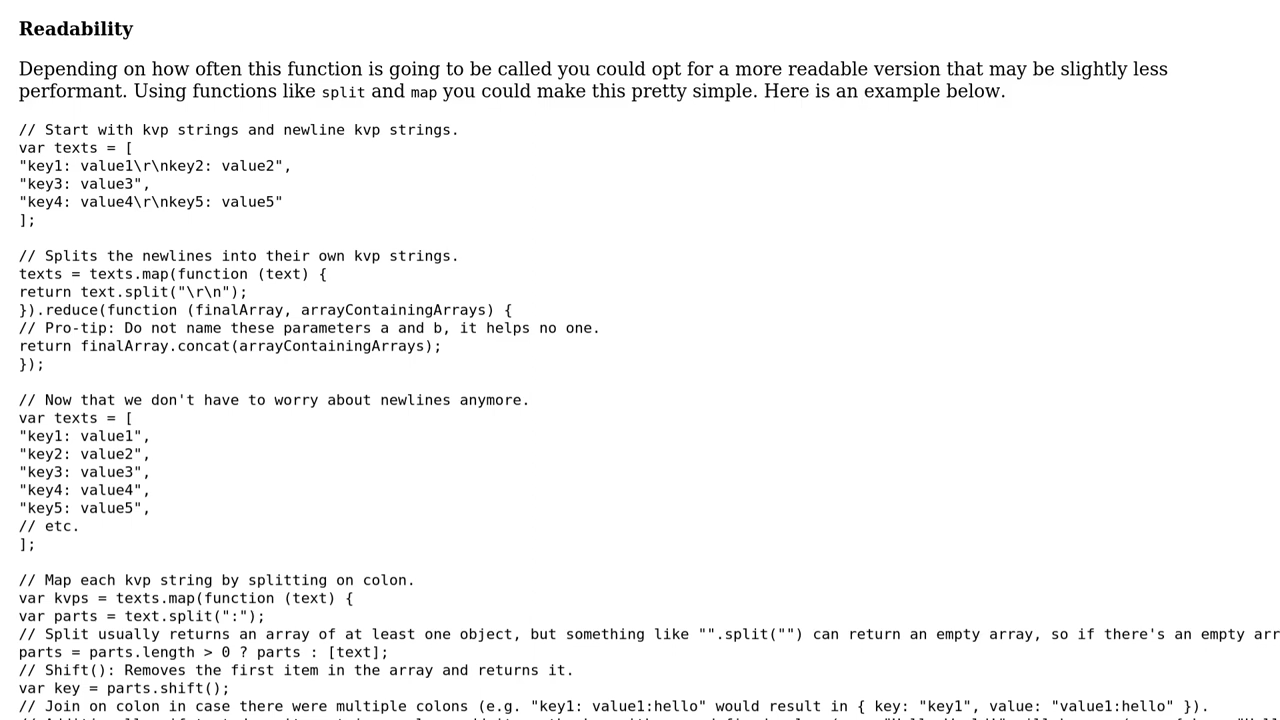 Readability
Depending on how often this function is going to be called you could opt for a more readable version that may be slightly less
performant. Using functions like split and map you could make this pretty simple. Here is an example below.
// Start with kvp strings and newline kvp strings.
var texts = [
"key1: value1\r\nkey2: value2",
"key3: value3",
"key4: value4\r\nkey5: value5"
];
// Splits the newlines into their own kvp strings.
texts = texts.map(function (text) {
return text.split("\r\n");
}).reduce(function (finalArray, arrayContainingArrays) {
// Pro-tip: Do not name these parameters a and b, it helps no one.
return finalArray.concat(arrayContainingArrays);
});
// Now that we don't have to worry about newlines anymore.
var texts = [
"key1: value1",
"key2: value2",
"key3: value3",
"key4: value4",
"key5: value5",
// etc.
];
// Map each kvp string by splitting on colon.
var kvps = texts.map(function (text) {
var parts = text.split(":");
// Split usually returns an array of at least one object, but something like "".split("") can return an empty array, so if there's an empty arr
parts = parts.length > 0 ? parts : [text];
// Shift(): Removes the first item in the array and returns it.
var key = parts.shift();
// Join on colon in case there were multiple colons (e.g. "key1: value1:hello" would result in { key: "key1", value: "value1:hello" }).